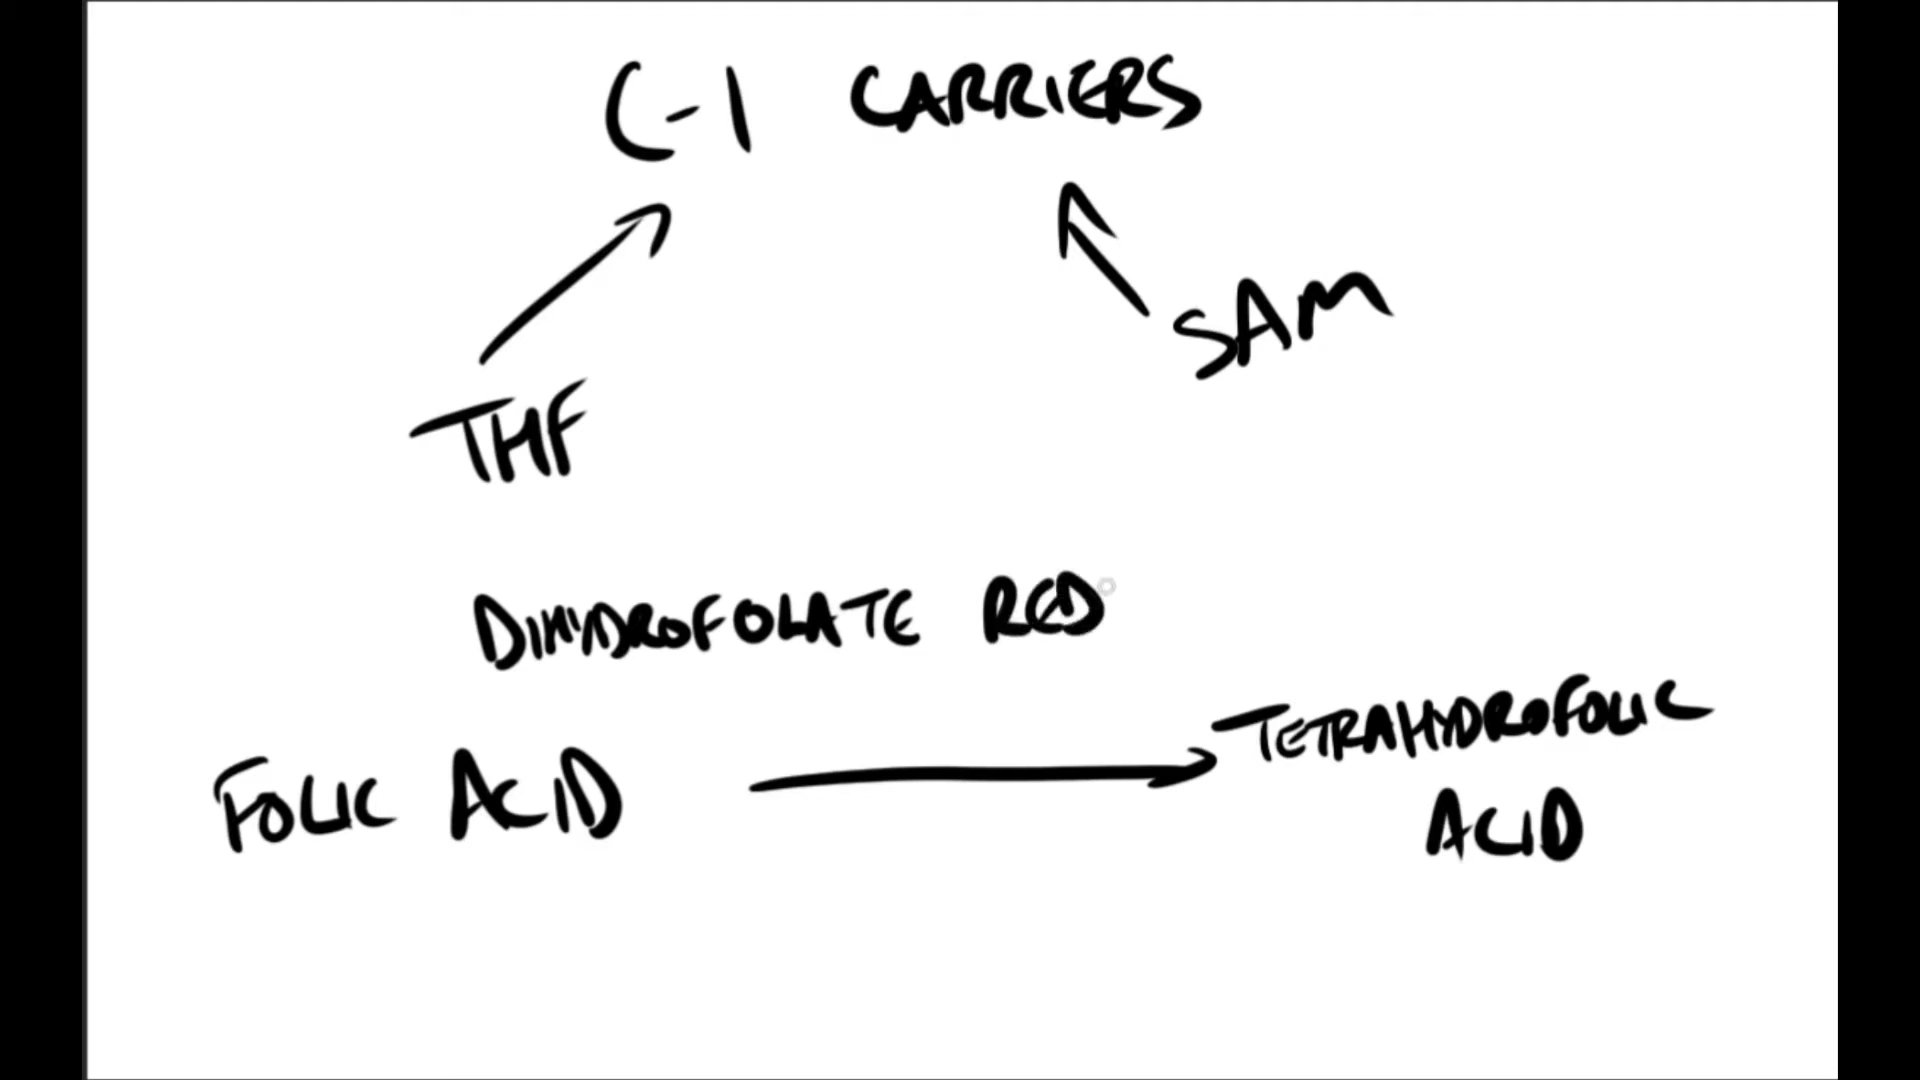 C-1 CARRIERS
SAM
THF
DIHYDROFOLATE RED
FOLIC ACID
TETRAHYDROFOLIC
ACID